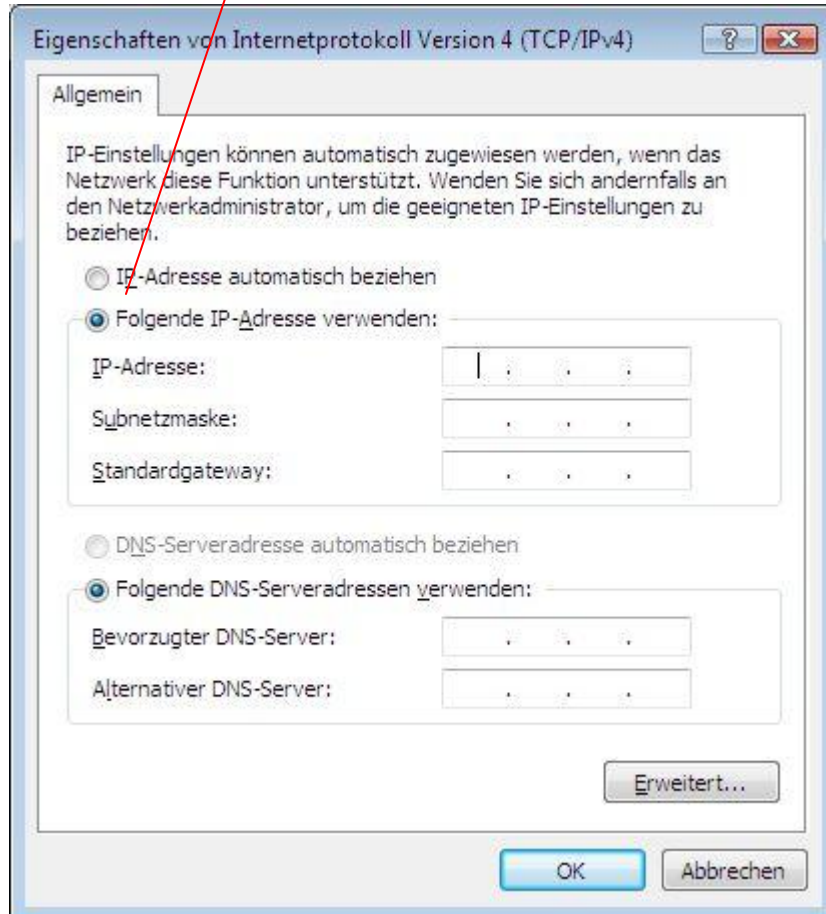 Eigenschaften von Internetprotokoll Version 4 (TCP/IPv4)
Allgemein
IP-Einstellungen können automatisch zugewiesen werden, wenn das
Netzwerk diese Funktion unterstützt. Wenden Sie sich andernfalls an
den Netzwerkadministrator, um die geeigneten IP-Einstellungen zu
beziehen.
IP-Adresse automatisch beziehen
Folgende IP-Adresse verwenden:
IP-Adresse: . . .
Subnetzmaske: . . .
Standardgateway: . . .
DNS-Serveradresse automatisch beziehen
Folgende DNS-Serveradressen verwenden:
Bevorzugter DNS-Server: . . .
Alternativer DNS-Server: . . .
Erweitert...
OK Abbrechen